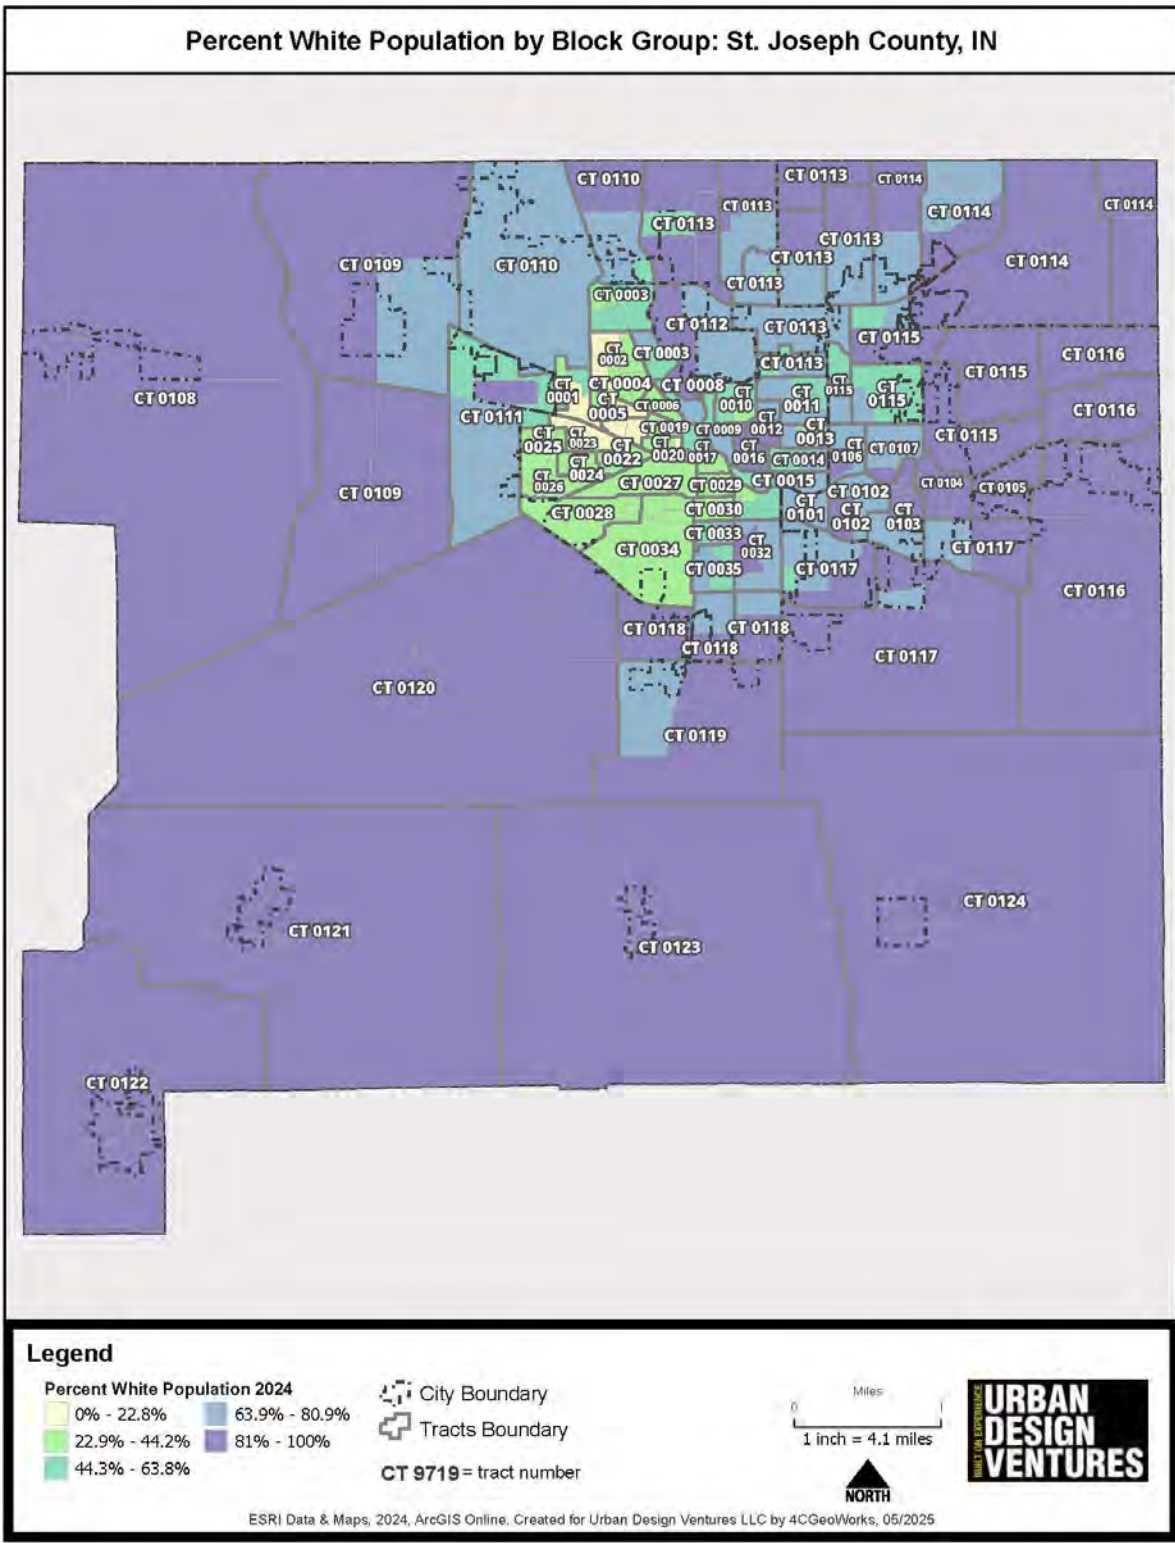 Percent White Population by Block Group: St. Joseph County, IN
CT 0110
CT 0113
CT 0114
CT 0113
CT 0114
CT 0114
CT 0113
CT 0113
CT 0109
CT 0110
CT 0113
CT 0114
CT 0113
CT 0003
CT 0112
CT 0113
CT 0115
CT 0002
CT 0003
CT 0113
CT 0116
CT 0115
CT 0001
CT 0004
CT 0008
CT 0115
CT 0115
CT 0108
CT 0111
CT 0005
CT 0006
CT 0010
CT 0011
CT 0116
CT 0025
CT 0023
CT 0019
CT 0009
CT 0012
CT 0013
CT 0115
CT 0022
CT 0020
CT 0017
CT 0016
CT 0014
CT 0106
CT 0107
CT 0026
CT 0024
CT 0027
CT 0029
CT 0015
CT 0102
CT 0104
CT 0105
CT 0109
CT 0028
CT 0030
CT 0101
CT 0102
CT 0103
CT 0034
CT 0033
CT 0032
CT 0117
CT 0035
CT 0117
CT 0116
CT 0118
CT 0118
CT 0118
CT 0117
CT 0120
CT 0119
CT 0121
CT 0123
CT 0124
CT 0122
Legend
Percent White Population 2024
0% - 22.8%
22.9% - 44.2%
44.3% - 63.8%
63.9% - 80.9%
81% - 100%
City Boundary
Tracts Boundary
CT 9719 = tract number
Miles
0 1
1 inch = 4.1 miles
NORTH
BUILT ON EXPERIENCE
URBAN
DESIGN
VENTURES
ESRI Data & Maps, 2024, ArcGIS Online. Created for Urban Design Ventures LLC by 4CGeoWorks, 05/2025